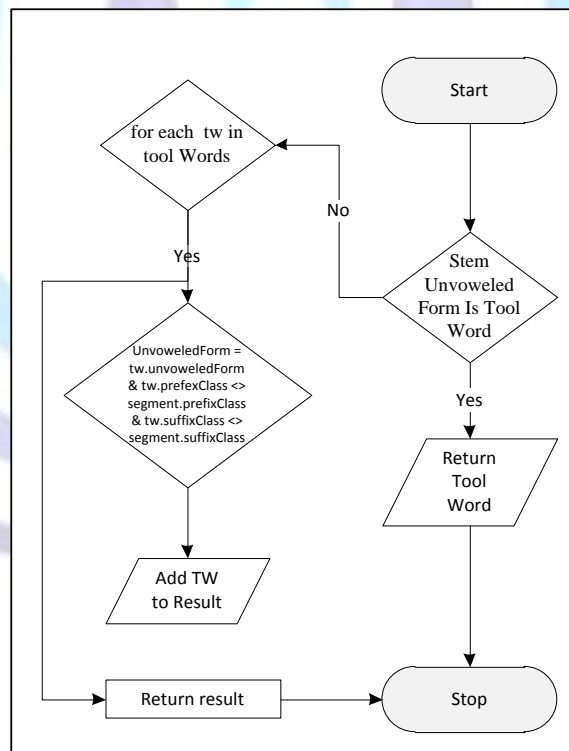 Start
for each tw in
tool Words
No
Stem
Unvoweled
Form Is Tool
Word
Yes
UnvoweledForm =
tw.unvoweledForm
& tw.prefexClass <>
segment.prefixClass
& tw.suffixClass <>
segment.suffixClass
Yes
Return
Tool
Word
Add TW
to Result
Return result
Stop